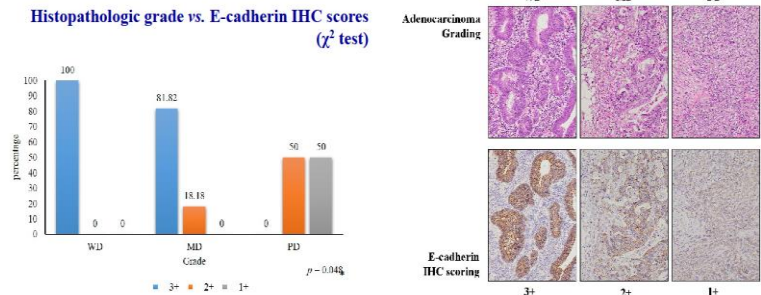 Histopathologic grade vs. E-cadherin IHC scores
(χ² test)
100
100
90
80
70
60
50
40
30
20
10
0
percentage
0
0
81.82
18.18
0
0
50
50
WD
MD
PD
Grade
p = 0.048
3+
2+
1+
Adenocarcinoma
Grading
E-cadherin
IHC scoring
3+
2+
1+